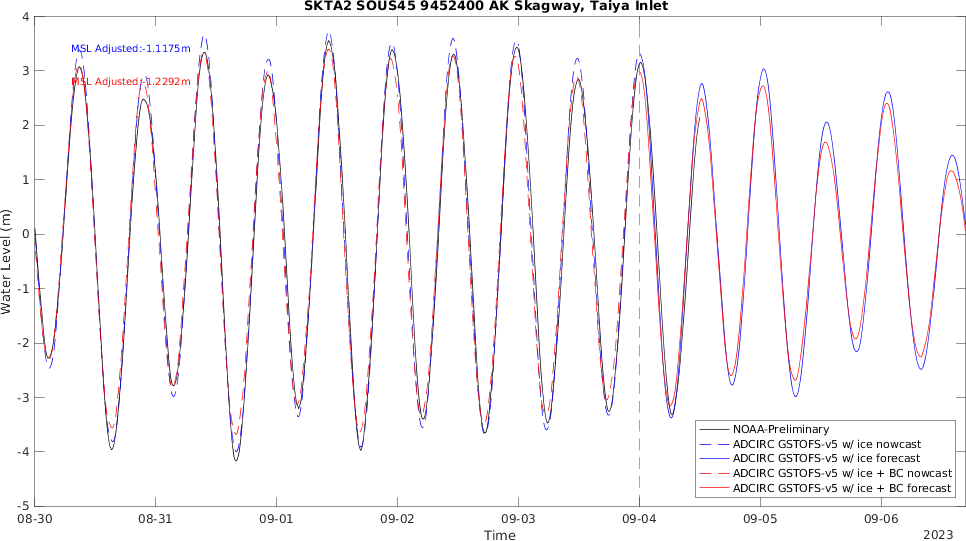 SKTA2 SOUS45 9452400 AK Skagway, Taiya Inlet
4
MSL Adjusted:-1.1175m
3
MSL Adjusted:-1.2292m
2
1
0
-1
-2
-3
-4
-5
Water Level (m)
NOAA-Preliminary
ADCIRC GSTOFS-v5 w/ ice nowcast
ADCIRC GSTOFS-v5 w/ ice forecast
ADCIRC GSTOFS-v5 w/ ice + BC nowcast
ADCIRC GSTOFS-v5 w/ ice + BC forecast
08-30 08-31 09-01 09-02 09-03 09-04 09-05 09-06
Time
2023